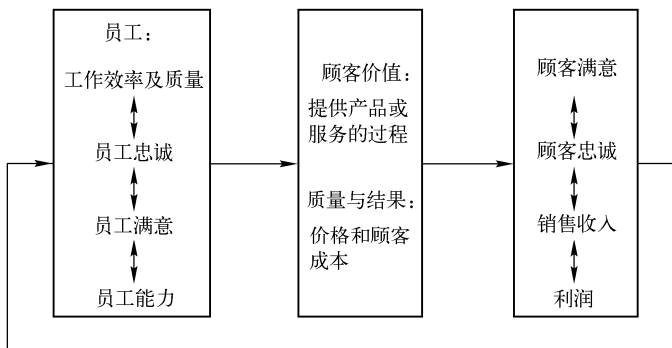 员工：
工作效率及质量
员工忠诚
员工满意
员工能力
顾客价值：
提供产品或
服务的过程
质量与结果：
价格和顾客
成本
顾客满意
顾客忠诚
销售收入
利润